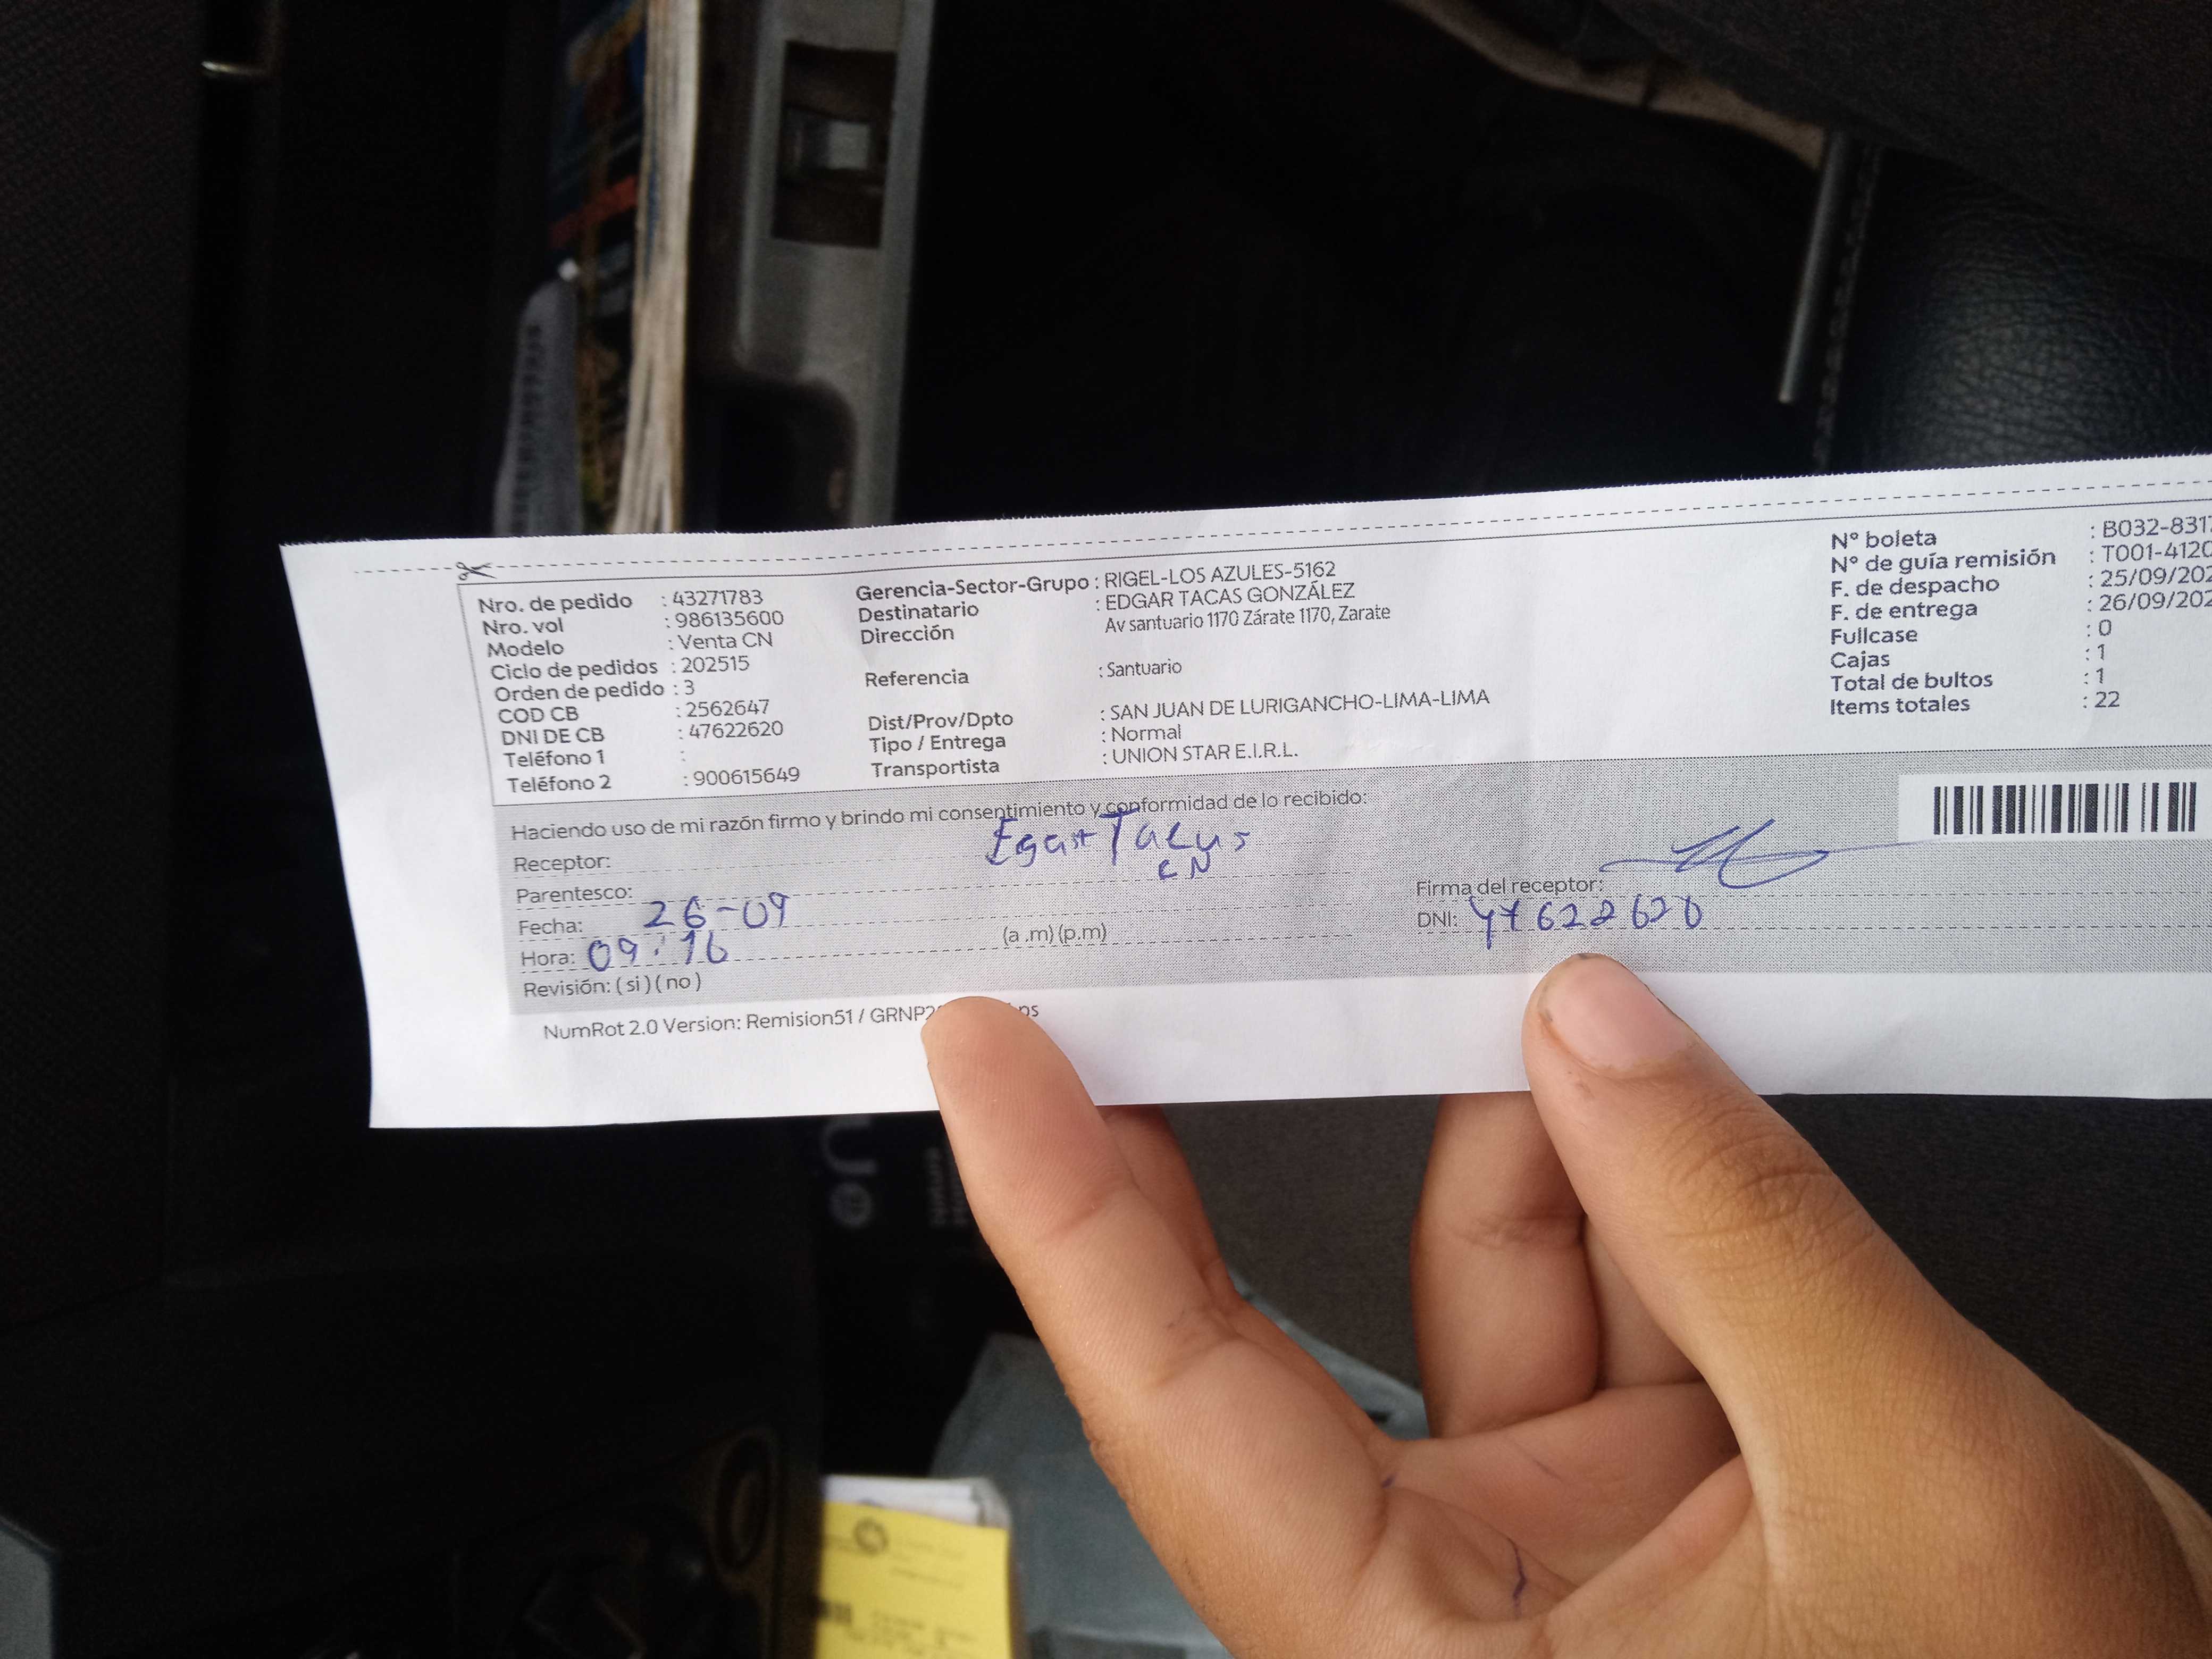 Nro. de pedido : 43271783
Nro. vol : 986135600
Modelo : Venta CN
Ciclo de pedidos : 202515
Orden de pedido : 3
COD CB : 2562647
DNI DE CB : 47622620
Teléfono 1 :
Teléfono 2 : 900615649
Gerencia-Sector-Grupo : RIGEL-LOS AZULES-5162
Destinatario : EDGAR TACAS GONZÁLEZ
Dirección Av santuario 1170 Zárate 1170, Zarate
Referencia : Santuario
Dist/Prov/Dpto : SAN JUAN DE LURIGANCHO-LIMA-LIMA
Tipo / Entrega : Normal
Transportista : UNION STAR E.I.R.L.
Nº boleta : B032-831
Nº de guía remisión : T001-4120
F. de despacho : 25/09/202
F. de entrega : 26/09/202
Fullcase : 0
Cajas : 1
Total de bultos : 1
Items totales : 22
Haciendo uso de mi razón firmo y brindo mi consentimiento y conformidad de lo recibido:
Receptor: Egar Tacas
Parentesco: CN
Fecha: 26-09
Hora: 09:16 (a .m) (p.m)
Revisión: ( si ) ( no )
Firma del receptor:
DNI: 47622620
NumRot 2.0 Version: Remision51 / GRNP2